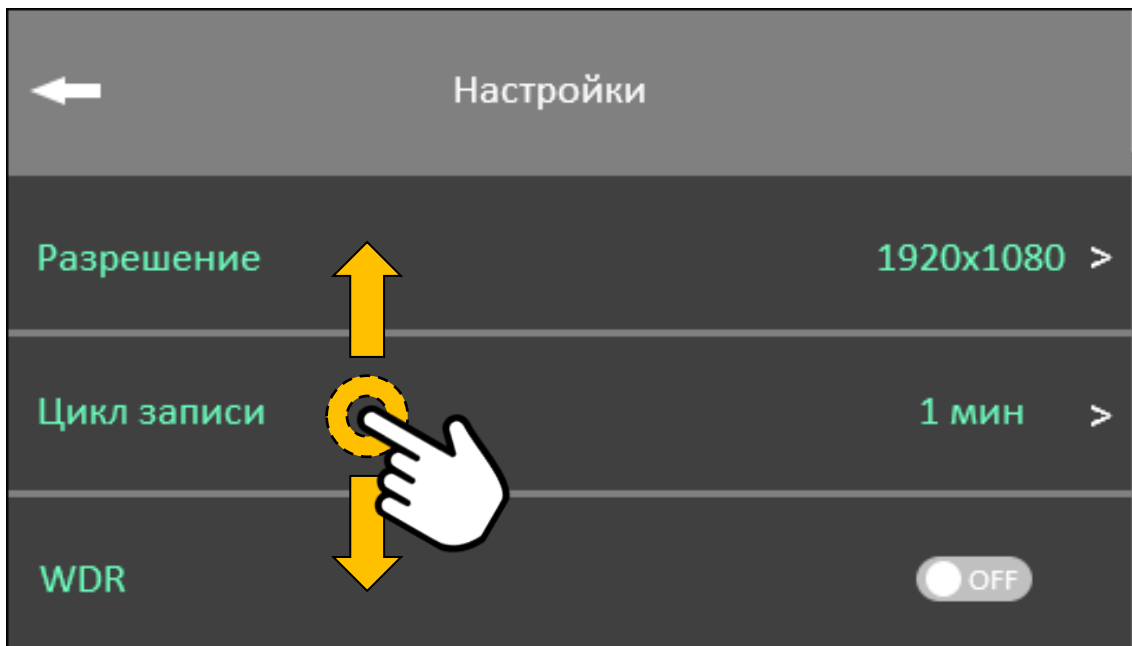 Настройки
Разрешение 1920x1080 >
Цикл записи 1 мин >
WDR OFF